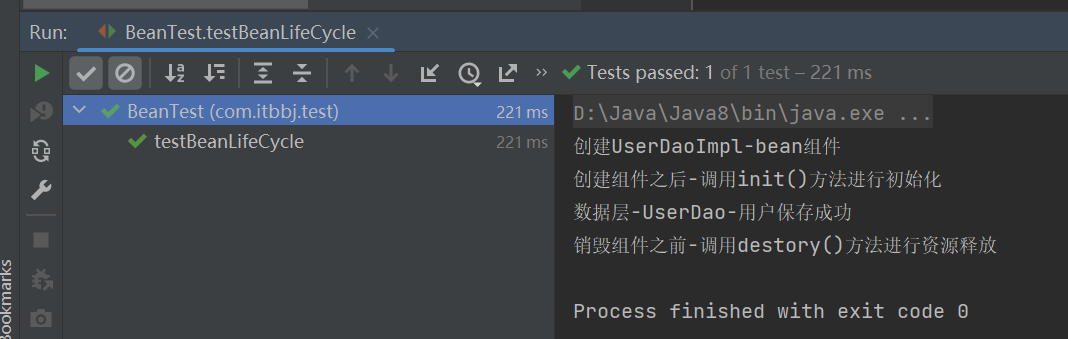 Run:
BeanTest.testBeanLifeCycle
Tests passed: 1 of 1 test – 221 ms
BeanTest (com.itbbj.test) 221 ms
testBeanLifeCycle 221 ms
D:\Java\Java8\bin\java.exe ...
创建UserDaoImpl-bean组件
创建组件之后-调用init()方法进行初始化
数据层-UserDao-用户保存成功
销毁组件之前-调用destory()方法进行资源释放
Process finished with exit code 0
Bookmarks